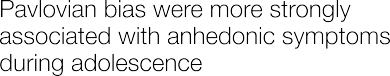 Pavlovian bias were more strongly
associated with anhedonic symptoms
during adolescence